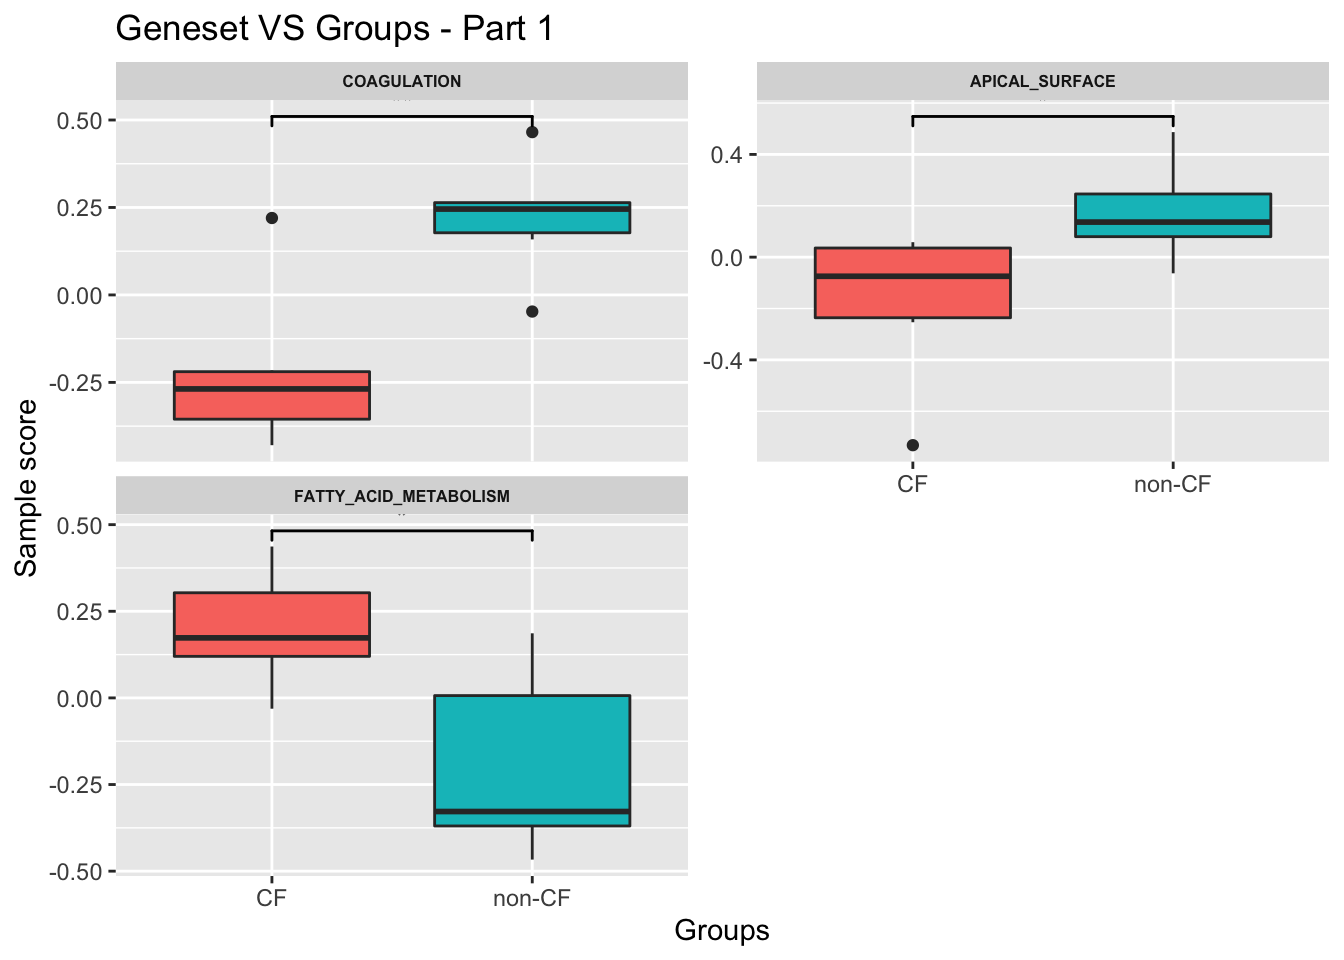 Geneset VS Groups - Part 1
COAGULATION
0.50
0.25
0.00
-0.25
APICAL_SURFACE
0.4
0.0
-0.4
CF non-CF
FATTY_ACID_METABOLISM
0.50
0.25
0.00
-0.25
-0.50
CF non-CF
Sample score
Groups